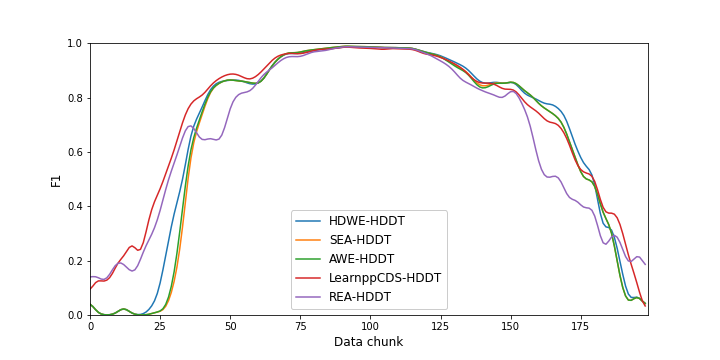 1.0
0.8
0.6
0.4
0.2
0.0
F1
HDWE-HDDT
SEA-HDDT
AWE-HDDT
LearnppCDS-HDDT
REA-HDDT
0 25 50 75 100 125 150 175
Data chunk